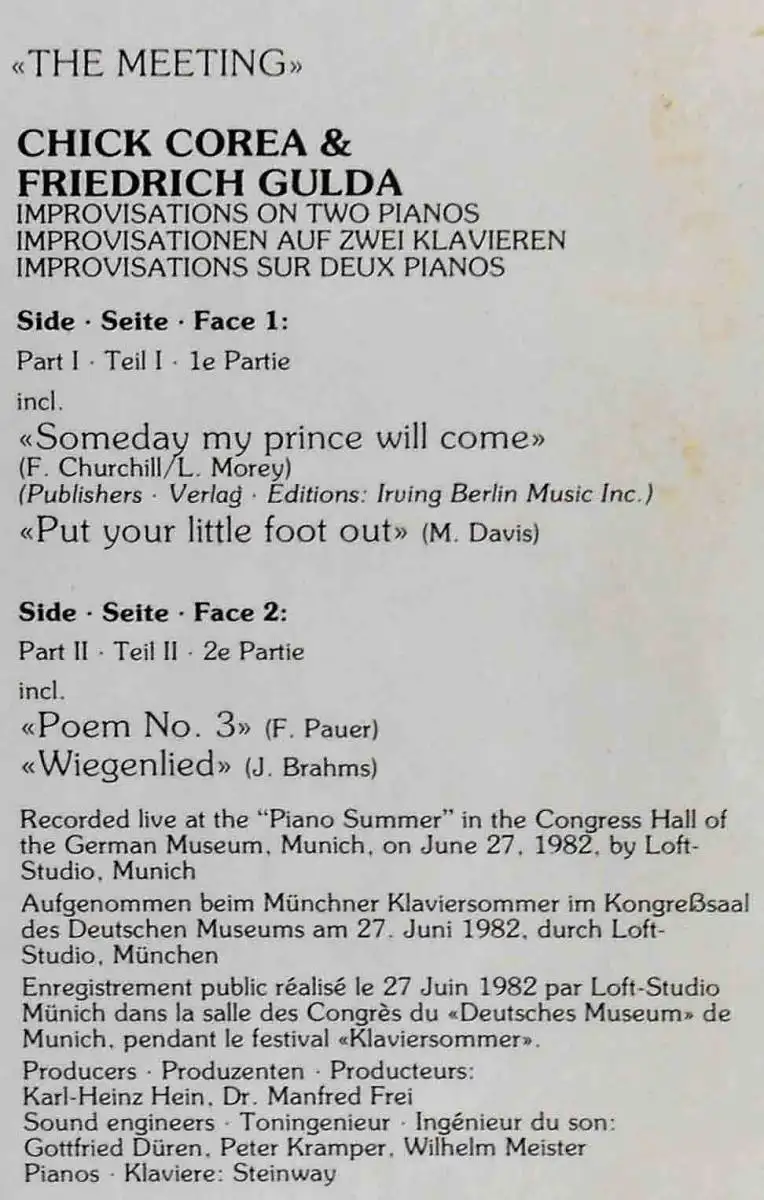 «THE MEETING»
CHICK COREA &
FRIEDRICH GULDA
IMPROVISATIONS ON TWO PIANOS
IMPROVISATIONEN AUF ZWEI KLAVIEREN
IMPROVISATIONS SUR DEUX PIANOS
Side · Seite · Face 1:
Part I · Teil I · 1e Partie
incl.
«Someday my prince will come»
(F. Churchill/L. Morey)
(Publishers · Verlag · Editions: Irving Berlin Music Inc.)
«Put your little foot out» (M. Davis)
Side · Seite · Face 2:
Part II · Teil II · 2e Partie
incl.
«Poem No. 3» (F. Pauer)
«Wiegenlied» (J. Brahms)
Recorded live at the “Piano Summer” in the Congress Hall of
the German Museum, Munich, on June 27, 1982, by Loft-
Studio, Munich
Aufgenommen beim Münchner Klaviersommer im Kongreßsaal
des Deutschen Museums am 27. Juni 1982, durch Loft-
Studio, München
Enregistrement public réalisé le 27 Juin 1982 par Loft-Studio
Münich dans la salle des Congrès du «Deutsches Museum» de
Munich, pendant le festival «Klaviersommer».
Producers · Produzenten · Producteurs:
Karl-Heinz Hein, Dr. Manfred Frei
Sound engineers · Toningenieur · Ingénieur du son:
Gottfried Düren, Peter Kramper, Wilhelm Meister
Pianos · Klaviere: Steinway